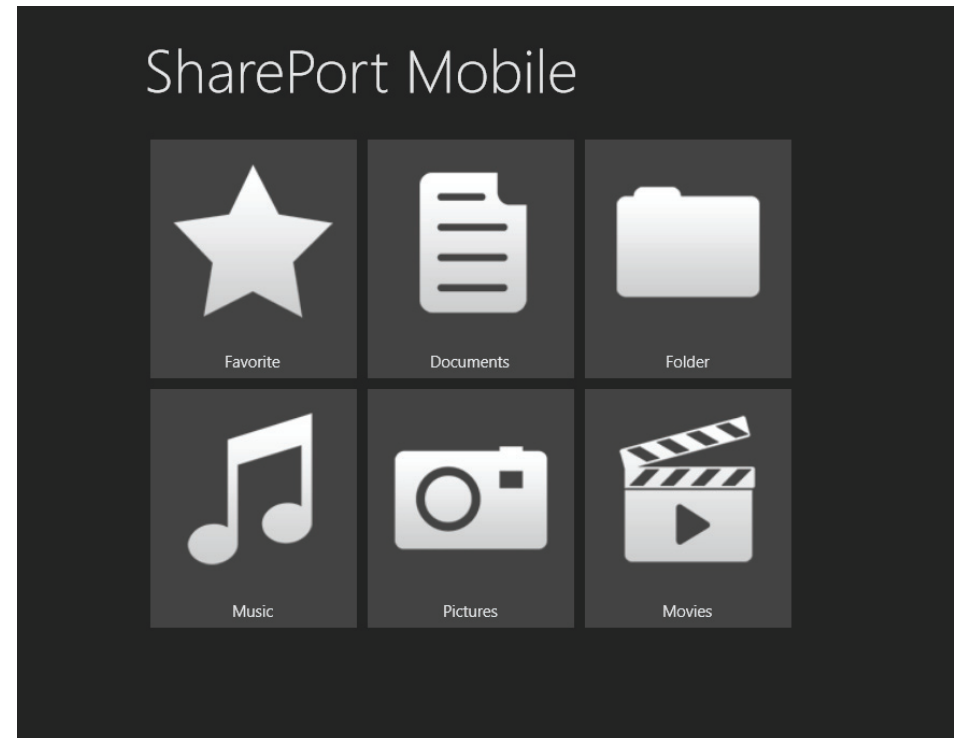 SharePort Mobile
Favorite
Documents
Folder
Music
Pictures
Movies